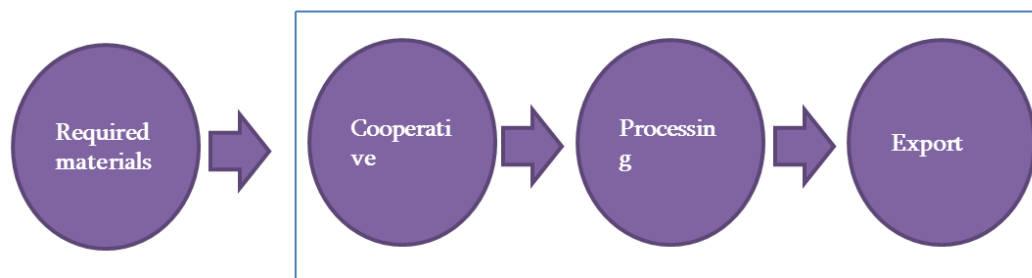 Required
materials
Cooperati
ve
Processin
g
Export